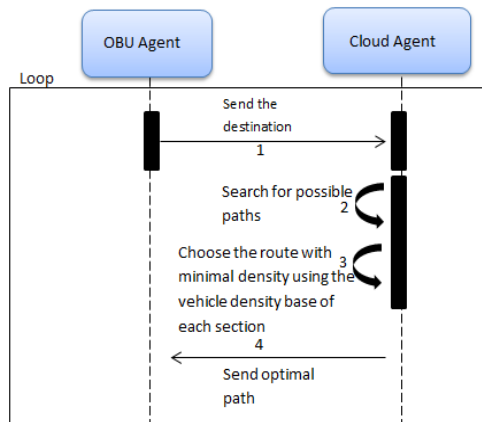 OBU Agent
Cloud Agent
Loop
Send the
destination
1
Search for possible
paths
2
Choose the route with
minimal density using the
vehicle density base of
each section
3
4
Send optimal
path